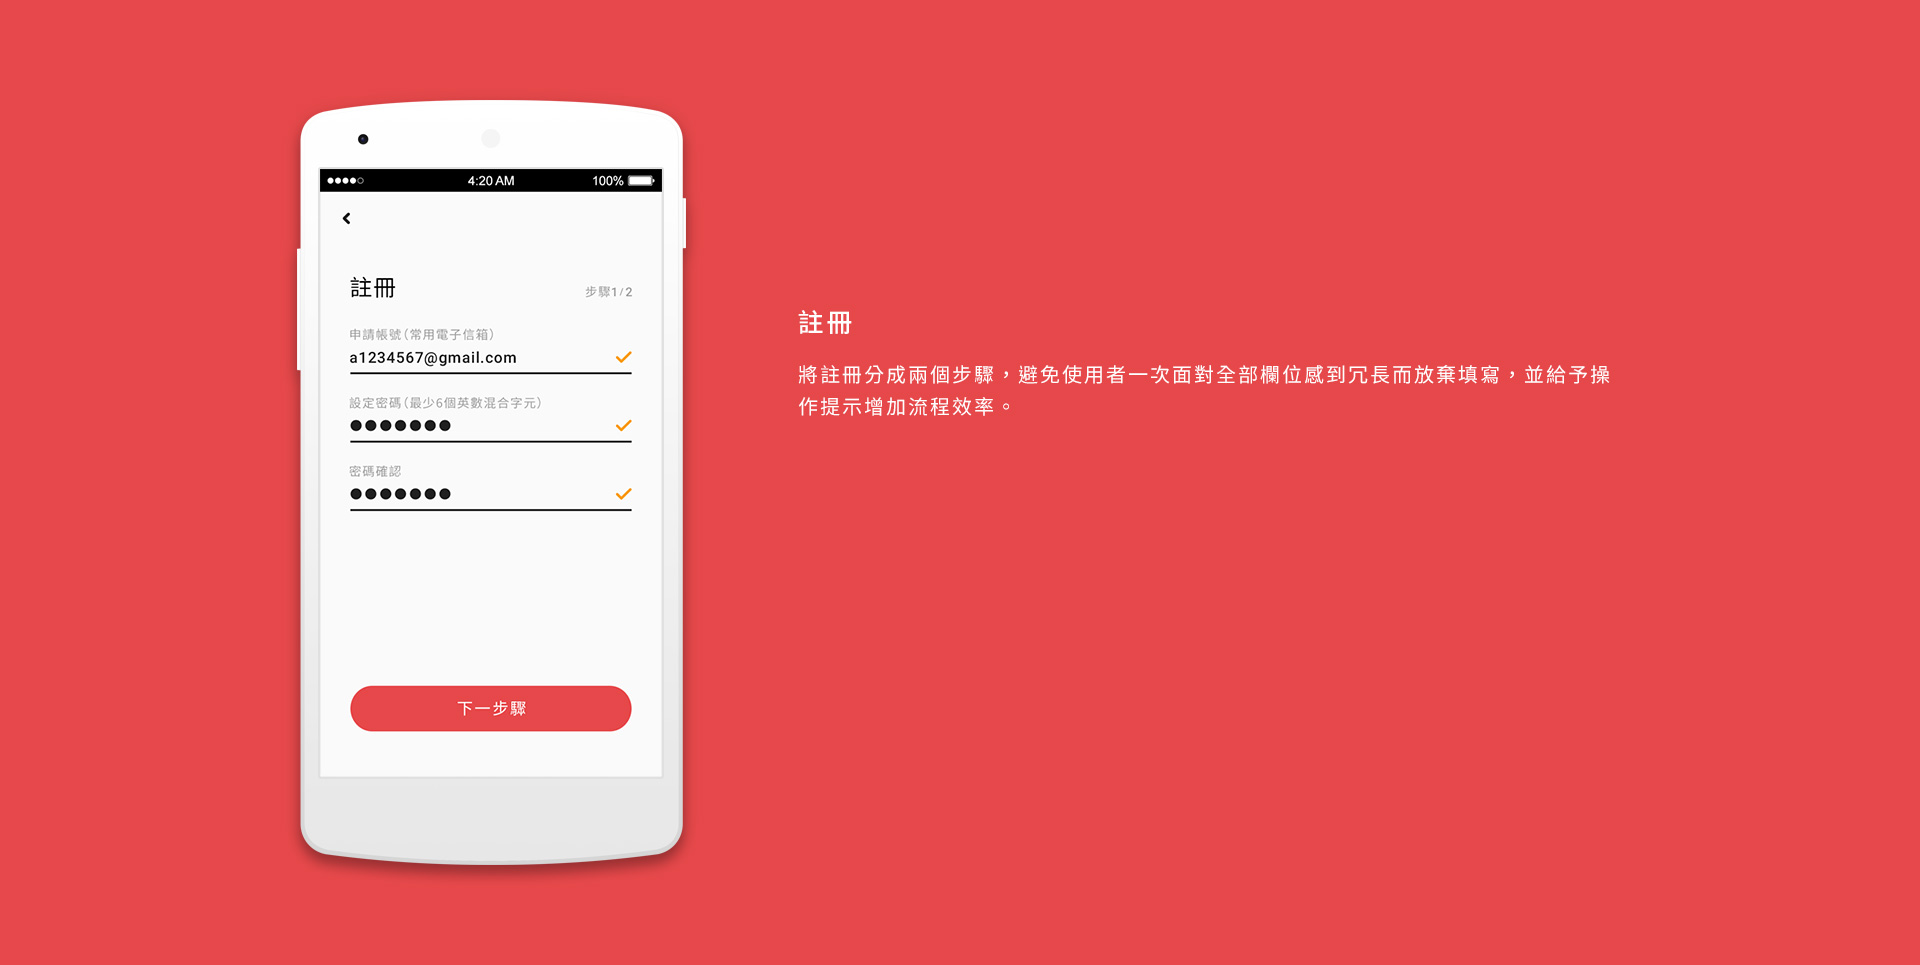 4:20 AM
100%
註冊
步驟1/2
申請帳號(常用電子信箱)
a1234567@gmail.com
設定密碼(最少6個英數混合字元)
●●●●●●●
密碼確認
●●●●●●●
下一步驟
註冊
將註冊分成兩個步驟，避免使用者一次面對全部欄位感到冗長而放棄填寫，並給予操
作提示增加流程效率。